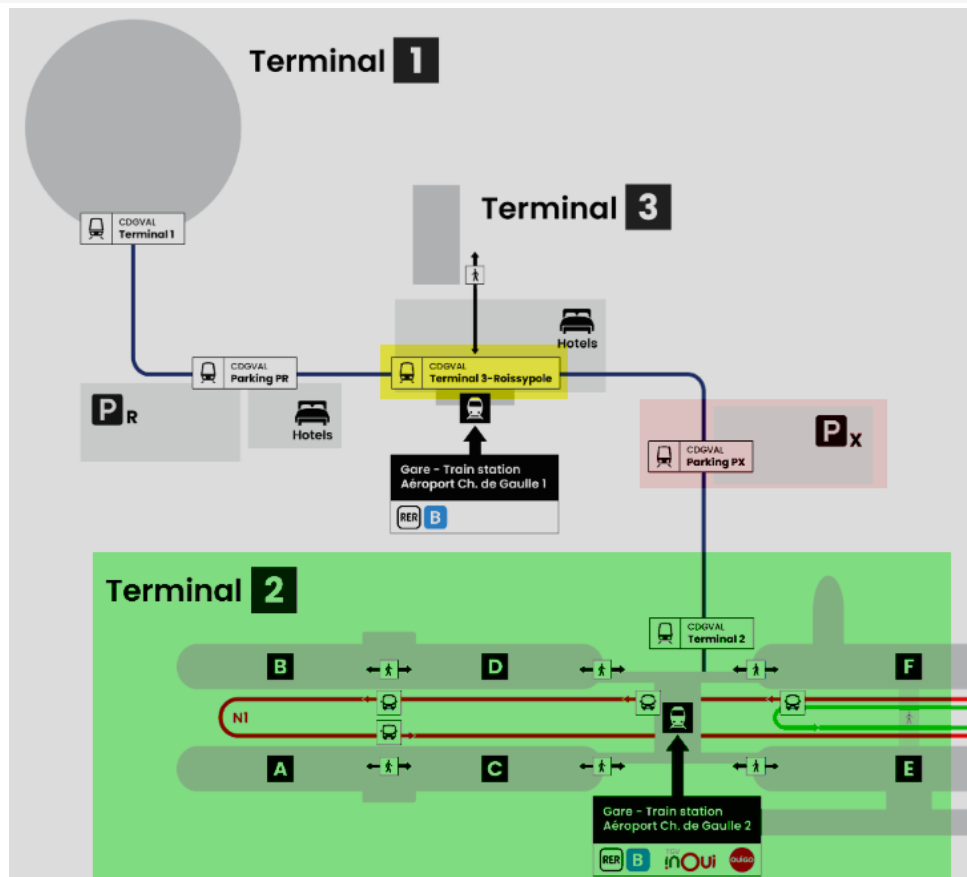 Terminal 1
CDGVAL
Terminal 1
Terminal 3
Hotels
CDGVAL
Parking PR
CDGVAL
Terminal 3-Roissypole
P R
Hotels
P X
CDGVAL
Parking PX
Gare - Train station
Aéroport Ch. de Gaulle 1
RER B
Terminal 2
CDGVAL
Terminal 2
B
D
F
N1
A
C
E
Gare - Train station
Aéroport Ch. de Gaulle 2
RER B TGV inOui OUIGO